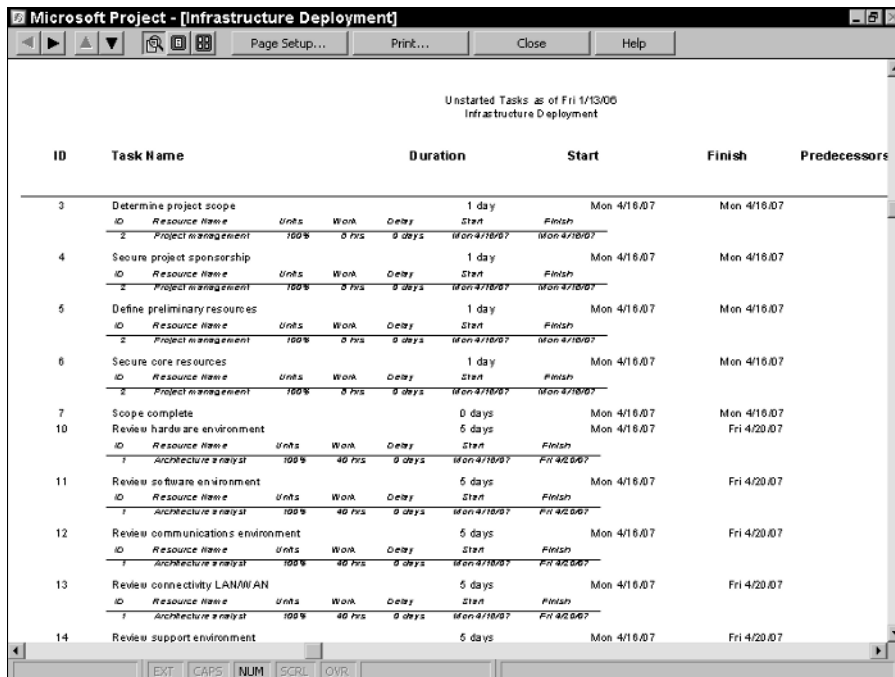 Microsoft Project - [Infrastructure Deployment]
Page Setup... Print... Close Help
Unstarted Tasks as of Fri 1/13/06
Infrastructure Deployment
ID Task Name Duration Start Finish Predecessors
3 Determine project scope 1 day Mon 4/16/07 Mon 4/16/07
ID Resource Name Units Work Delay Start Finish
2 Project management 100% 8 hrs 0 days Mon 4/16/07 Mon 4/16/07
4 Secure project sponsorship 1 day Mon 4/16/07 Mon 4/16/07
ID Resource Name Units Work Delay Start Finish
2 Project management 100% 8 hrs 0 days Mon 4/16/07 Mon 4/16/07
5 Define preliminary resources 1 day Mon 4/16/07 Mon 4/16/07
ID Resource Name Units Work Delay Start Finish
2 Project management 100% 8 hrs 0 days Mon 4/16/07 Mon 4/16/07
6 Secure core resources 1 day Mon 4/16/07 Mon 4/16/07
ID Resource Name Units Work Delay Start Finish
2 Project management 100% 8 hrs 0 days Mon 4/16/07 Mon 4/16/07
7 Scope complete 0 days Mon 4/16/07 Mon 4/16/07
10 Review hardware environment 5 days Mon 4/16/07 Fri 4/20/07
ID Resource Name Units Work Delay Start Finish
1 Architecture analyst 100% 40 hrs 0 days Mon 4/16/07 Fri 4/20/07
11 Review software environment 5 days Mon 4/16/07 Fri 4/20/07
ID Resource Name Units Work Delay Start Finish
1 Architecture analyst 100% 40 hrs 0 days Mon 4/16/07 Fri 4/20/07
12 Review communications environment 5 days Mon 4/16/07 Fri 4/20/07
ID Resource Name Units Work Delay Start Finish
1 Architecture analyst 100% 40 hrs 0 days Mon 4/16/07 Fri 4/20/07
13 Review connectivity LAN/WAN 5 days Mon 4/16/07 Fri 4/20/07
ID Resource Name Units Work Delay Start Finish
1 Architecture analyst 100% 40 hrs 0 days Mon 4/16/07 Fri 4/20/07
14 Review support environment 5 days Mon 4/16/07 Fri 4/20/07
EXT CAPS NUM SCRL OVR